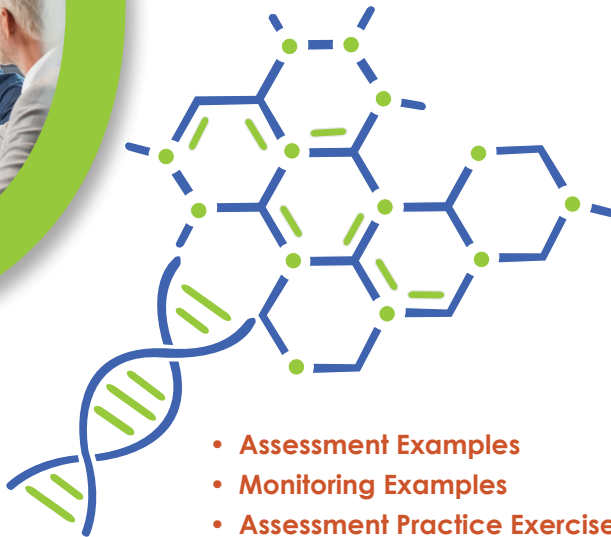 • Assessment Examples
• Monitoring Examples
• Assessment Practice Exercise